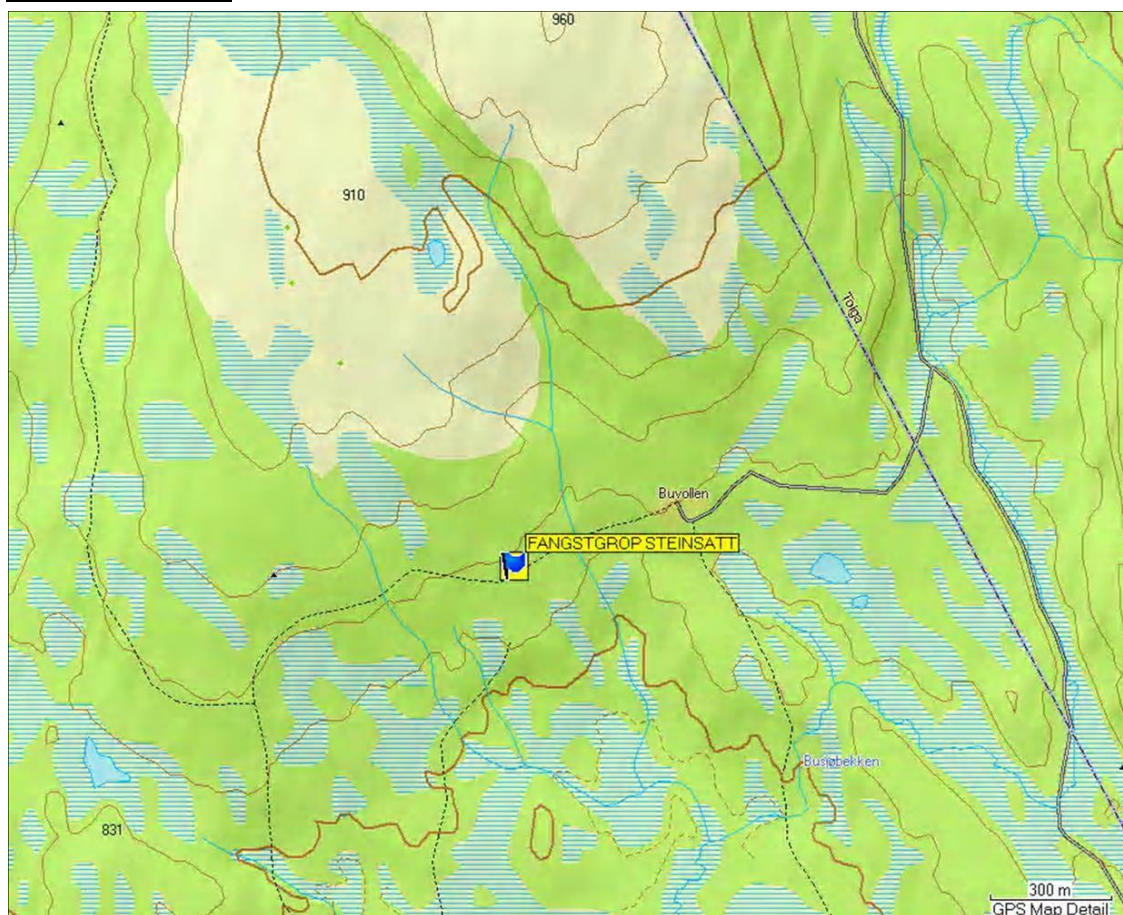 960
910
Tolga
Buvollen
FANGSTGROP STEINSATT
Busjøbekken
831
300 m
GPS Map Detail